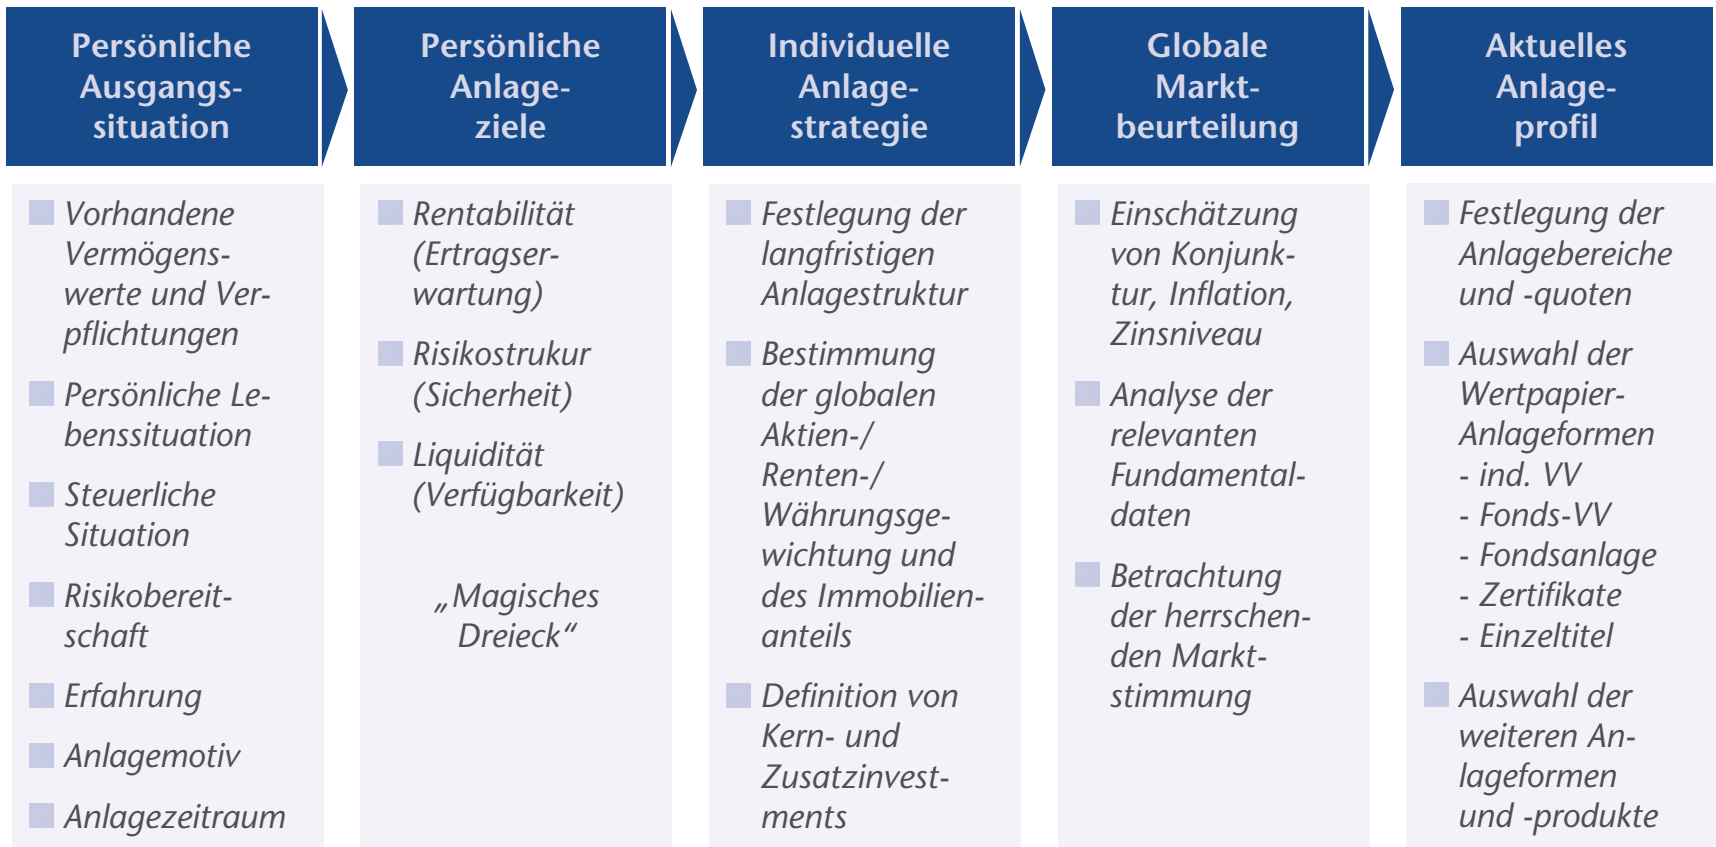 Persönliche
Ausgangs-
situation
Persönliche
Anlage-
ziele
Individuelle
Anlage-
strategie
Globale
Markt-
beurteilung
Aktuelles
Anlage-
profil
Vorhandene
Vermögens-
werte und Ver-
pflichtungen
Persönliche Le-
benssituation
Steuerliche
Situation
Risikobereit-
schaft
Erfahrung
Anlagemotiv
Anlagezeitraum
Rentabilität
(Ertragser-
wartung)
Risikostrukur
(Sicherheit)
Liquidität
(Verfügbarkeit)
„Magisches
Dreieck“
Festlegung der
langfristigen
Anlagestruktur
Bestimmung
der globalen
Aktien-/
Renten-/
Währungsge-
wichtung und
des Immobilien-
anteils
Definition von
Kern- und
Zusatzinvest-
ments
Einschätzung
von Konjunk-
tur, Inflation,
Zinsniveau
Analyse der
relevanten
Fundamental-
daten
Betrachtung
der herrschen-
den Markt-
stimmung
Festlegung der
Anlagebereiche
und -quoten
Auswahl der
Wertpapier-
Anlageformen
- ind. VV
- Fonds-VV
- Fondsanlage
- Zertifikate
- Einzeltitel
Auswahl der
weiteren An-
lageformen
und -produkte